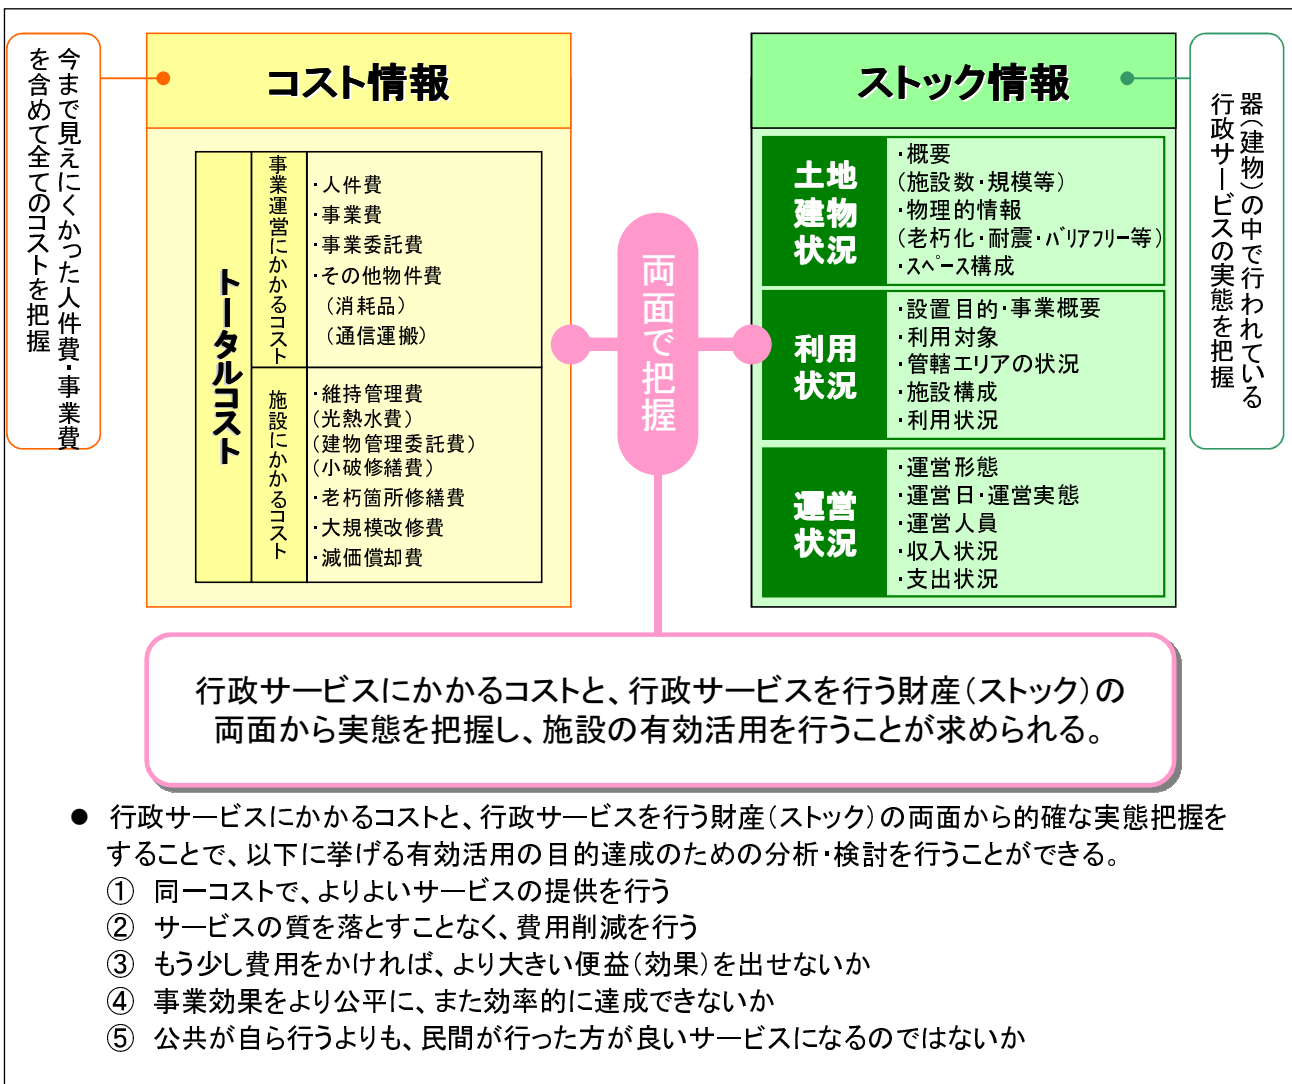 今まで見えにくかった人件費・事業費
を含めて全てのコストを把握
コスト情報
トータルコスト
事業運営にかかるコスト
・人件費
・事業費
・事業委託費
・その他物件費
（消耗品）
（通信運搬）
施設にかかるコスト
・維持管理費
(光熱水費)
(建物管理委託費)
(小破修繕費)
・老朽箇所修繕費
・大規模改修費
・減価償却費
両面で把握
ストック情報
土地
建物
状況
・概要
(施設数・規模等)
・物理的情報
(老朽化・耐震・ﾊﾞﾘｱﾌﾘｰ等)
・ｽﾍﾟｰｽ構成
利用
状況
・設置目的・事業概要
・利用対象
・管轄エリアの状況
・施設構成
・利用状況
運営
状況
・運営形態
・運営日・運営実態
・運営人員
・収入状況
・支出状況
器（建物）の中で行われている
行政サービスの実態を把握
行政サービスにかかるコストと、行政サービスを行う財産（ストック）の
両面から実態を把握し、施設の有効活用を行うことが求められる。
● 行政サービスにかかるコストと、行政サービスを行う財産（ストック）の両面から的確な実態把握を
することで、以下に挙げる有効活用の目的達成のための分析・検討を行うことができる。
① 同一コストで、よりよいサービスの提供を行う
② サービスの質を落とすことなく、費用削減を行う
③ もう少し費用をかければ、より大きい便益（効果）を出せないか
④ 事業効果をより公平に、また効率的に達成できないか
⑤ 公共が自ら行うよりも、民間が行った方が良いサービスになるのではないか